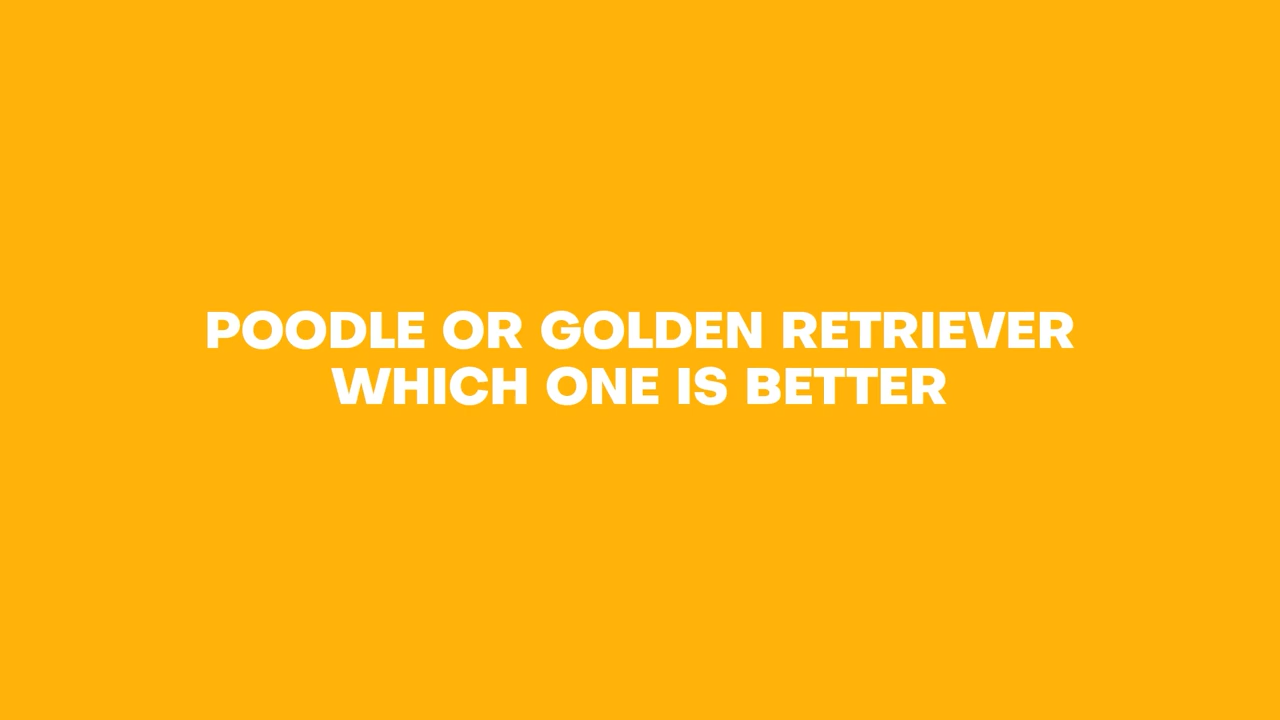 POODLE OR GOLDEN RETRIEVER
WHICH ONE IS BETTER